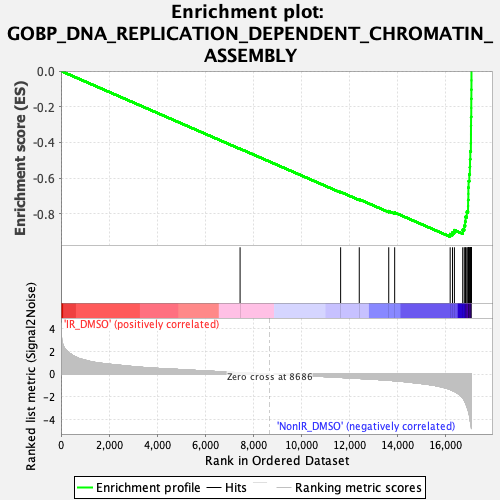 Enrichment plot:
GOBP_DNA_REPLICATION_DEPENDENT_CHROMATIN_
ASSEMBLY
Enrichment score (ES)
0.0
-0.2
-0.4
-0.6
-0.8
'IR_DMSO' (positively correlated)
Ranked list metric (Signal2Noise)
4
2
0
-2
-4
Zero cross at 8686
'NonIR_DMSO' (negatively correlated)
0
2,000
4,000
6,000
8,000
10,000
12,000
14,000
16,000
Rank in Ordered Dataset
Enrichment profile
Hits
Ranking metric scores